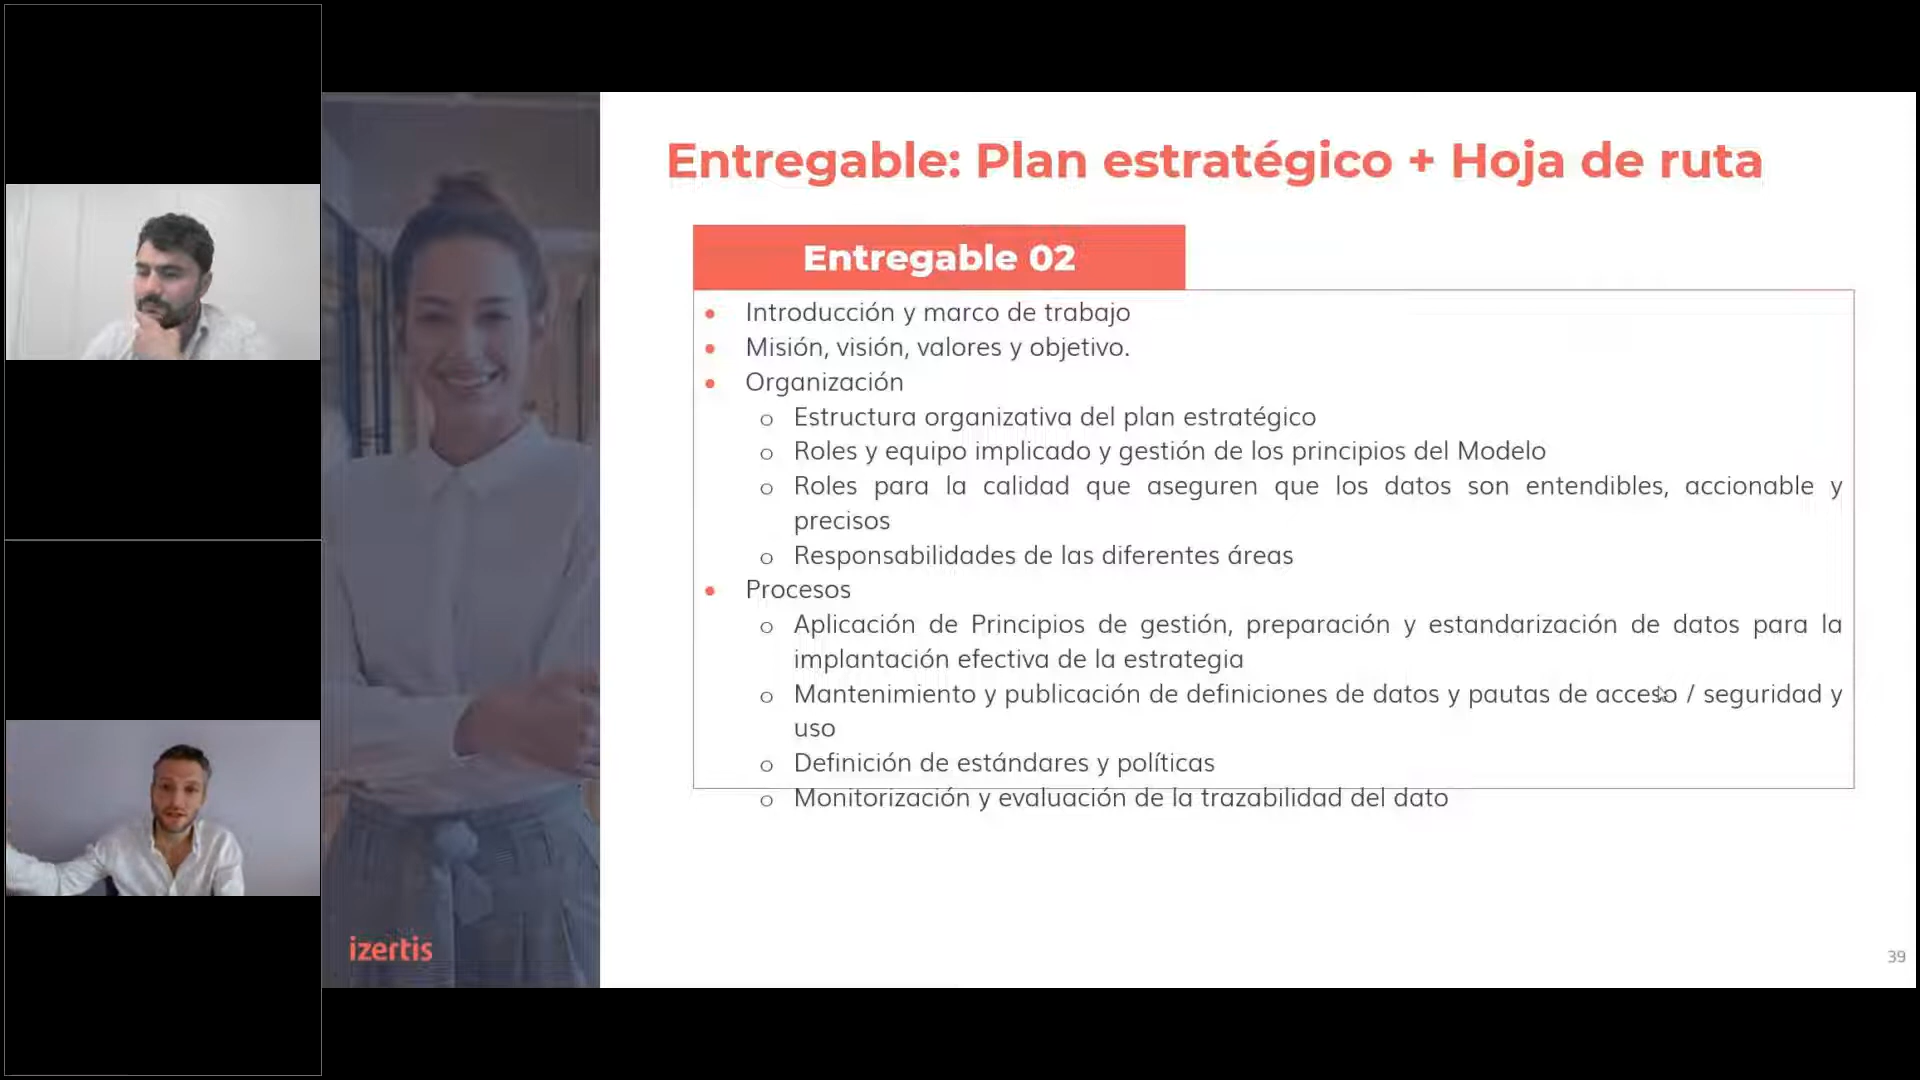 Entregable: Plan estratégico + Hoja de ruta
Entregable 02
• Introducción y marco de trabajo
• Misión, visión, valores y objetivo.
• Organización
o Estructura organizativa del plan estratégico
o Roles y equipo implicado y gestión de los principios del Modelo
o Roles para la calidad que aseguren que los datos son entendibles, accionable y
precisos
o Responsabilidades de las diferentes áreas
• Procesos
o Aplicación de Principios de gestión, preparación y estandarización de datos para la
implantación efectiva de la estrategia
o Mantenimiento y publicación de definiciones de datos y pautas de acceso / seguridad y
uso
o Definición de estándares y políticas
o Monitorización y evaluación de la trazabilidad del dato
izertis
39